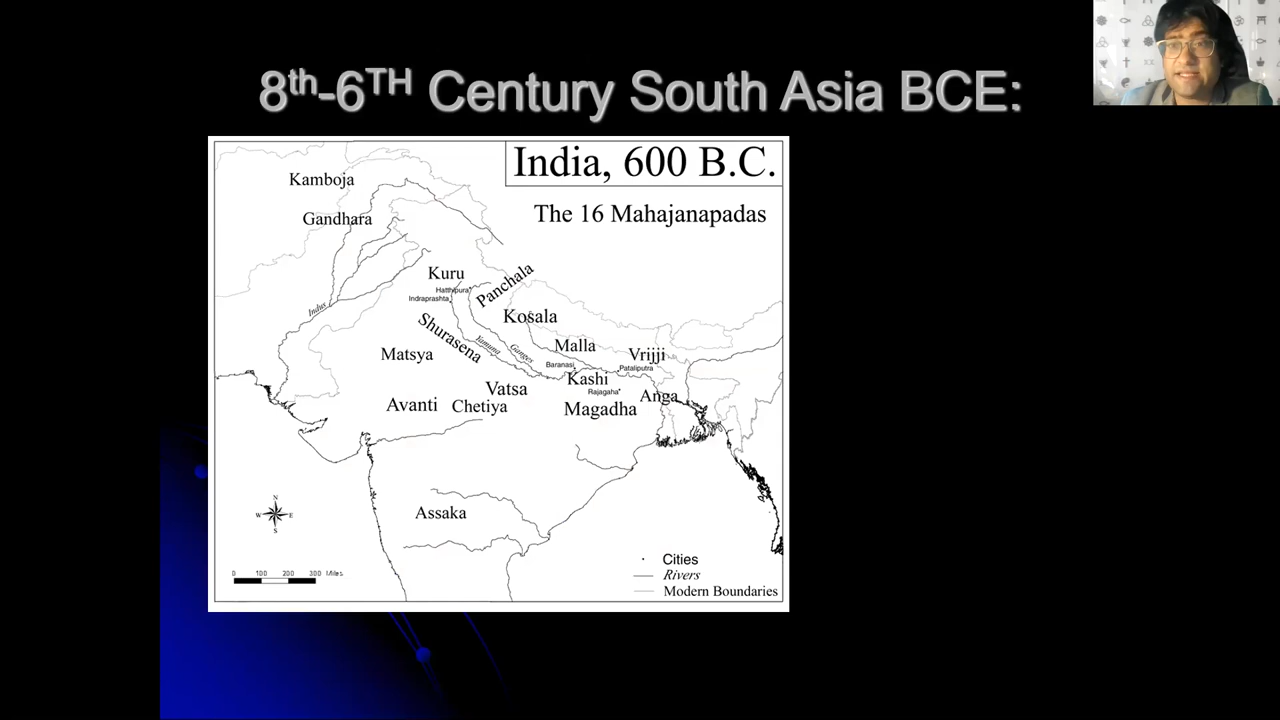 8th-6TH Century South Asia BCE:
India, 600 B.C.
The 16 Mahajanapadas
Kamboja
Gandhara
Indus
Kuru
Hatthipura
Indraprashta
Panchala
Kosala
Shurasena
Yamuna
Ganges
Matsya
Malla
Vrijji
Baranasi
Pataliputra
Kashi
Rajagaha
Vatsa
Anga
Avanti
Chetiya
Magadha
Assaka
N
W E
S
0 100 200 300 Miles
Cities
Rivers
Modern Boundaries